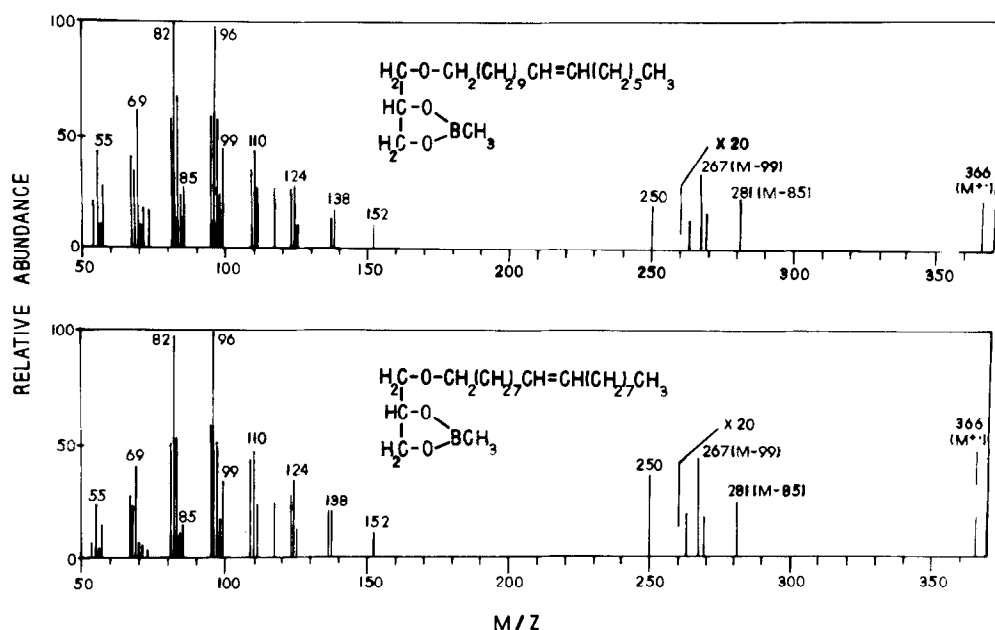 100
82
96
H₂C-O-CH₂(CH₂)₉CH=CH(CH₂)₅CH₃
HC-O
BCH₃
H₂C-O
69
55
50
85
99
110
124
138
152
X 20
250
267(M-99)
281(M-85)
366
(M⁺·)
0
50
100
150
200
250
300
350
RELATIVE ABUNDANCE
100
82
96
H₂C-O-CH₂(CH₂)₇CH=CH(CH₂)₇CH₃
HC-O
BCH₃
H₂C-O
69
55
50
85
99
110
124
138
152
X 20
250
267(M-99)
281(M-85)
366
(M⁺·)
0
50
100
150
200
250
300
350
M/Z